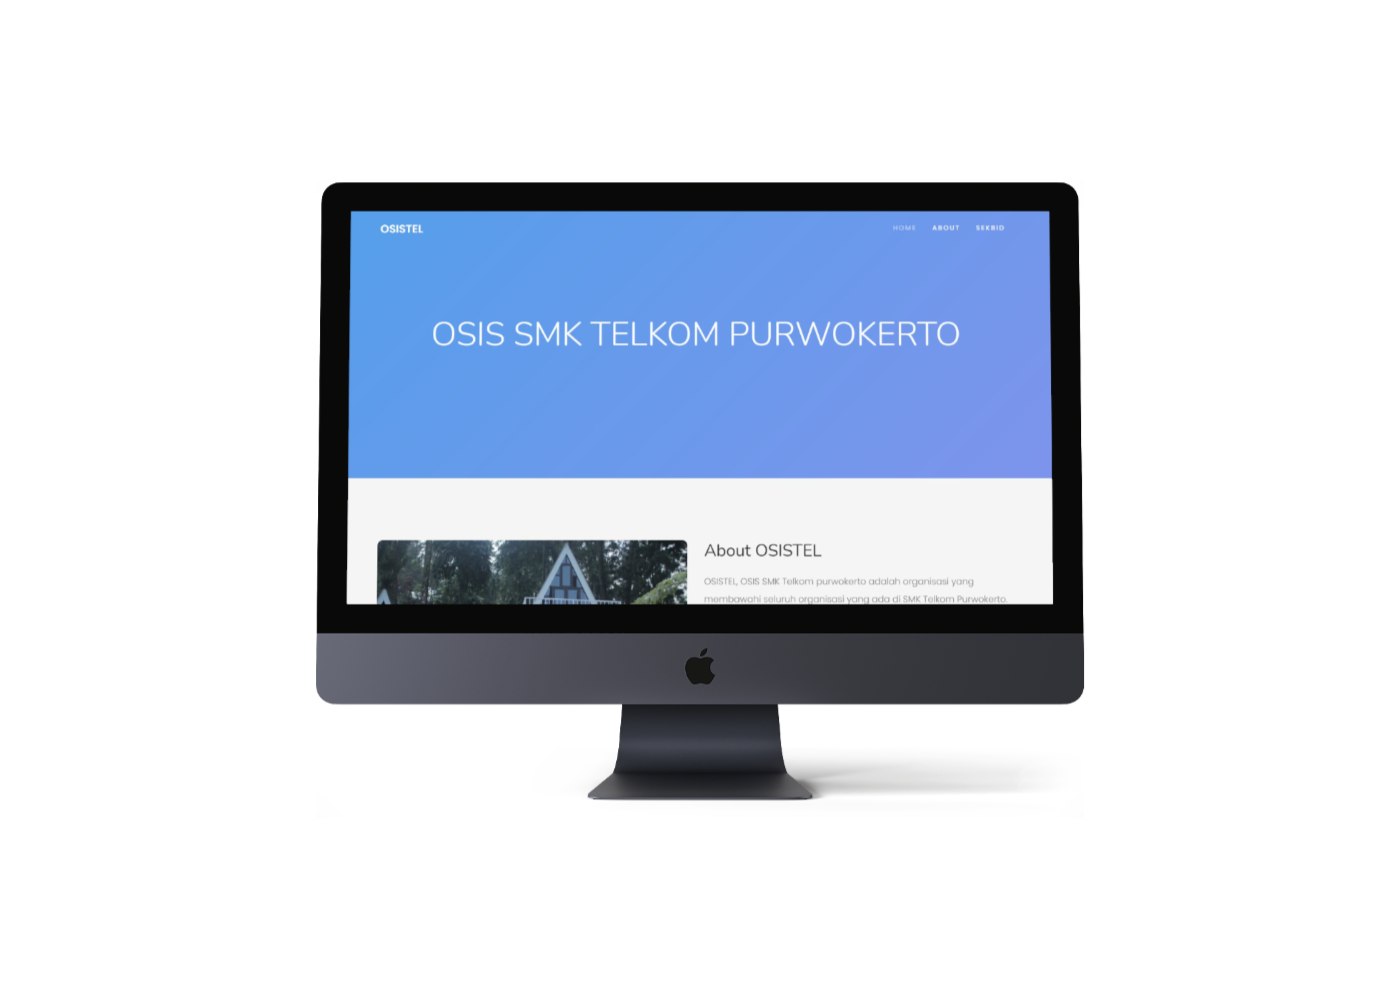 OSISTEL
HOME ABOUT SEKBID
OSIS SMK TELKOM PURWOKERTO
About OSISTEL
OSISTEL, OSIS SMK Telkom purwokerto adalah organisasi yang
membawahi seluruh organisasi yang ada di SMK Telkom Purwokerto.